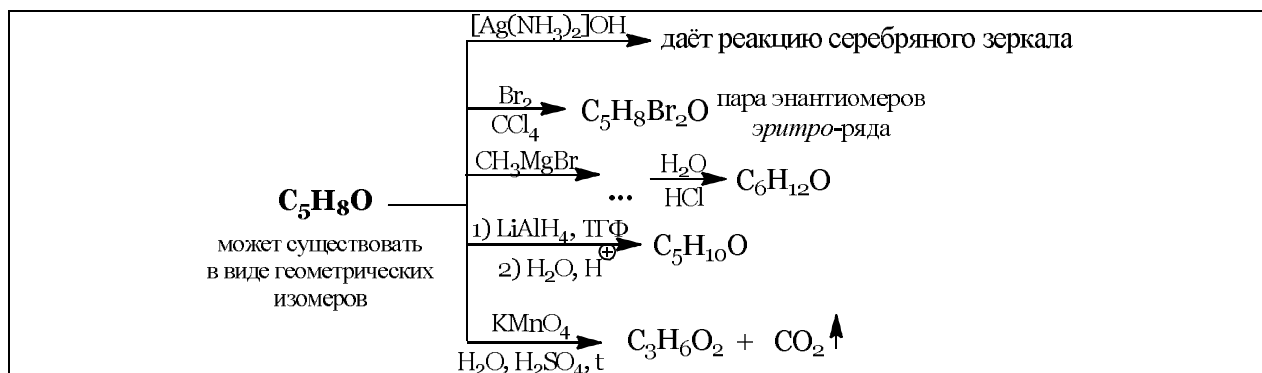 [Ag(NH₃)₂]OH
даёт реакцию серебряного зеркала
Br₂
CCl₄
C₅H₈Br₂O пара энантиомеров
эритро-ряда
CH₃MgBr
...
H₂O
HCl
C₆H₁₂O
C₅H₈O
может существовать
в виде геометрических
изомеров
1) LiAlH₄, ТГФ
2) H₂O, H⊕
C₅H₁₀O
KMnO₄
H₂O, H₂SO₄, t
C₃H₆O₂ + CO₂